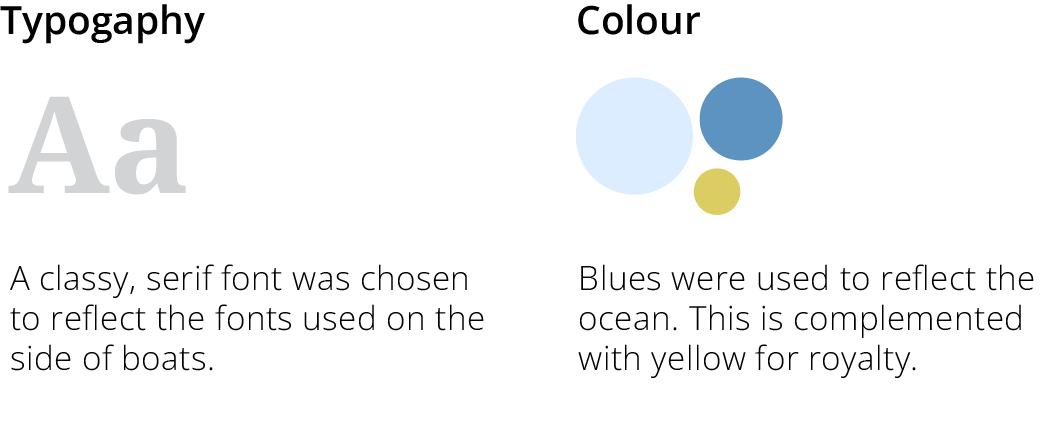 Typogaphy
Aa
A classy, serif font was chosen
to reflect the fonts used on the
side of boats.
Colour
Blues were used to reflect the
ocean. This is complemented
with yellow for royalty.